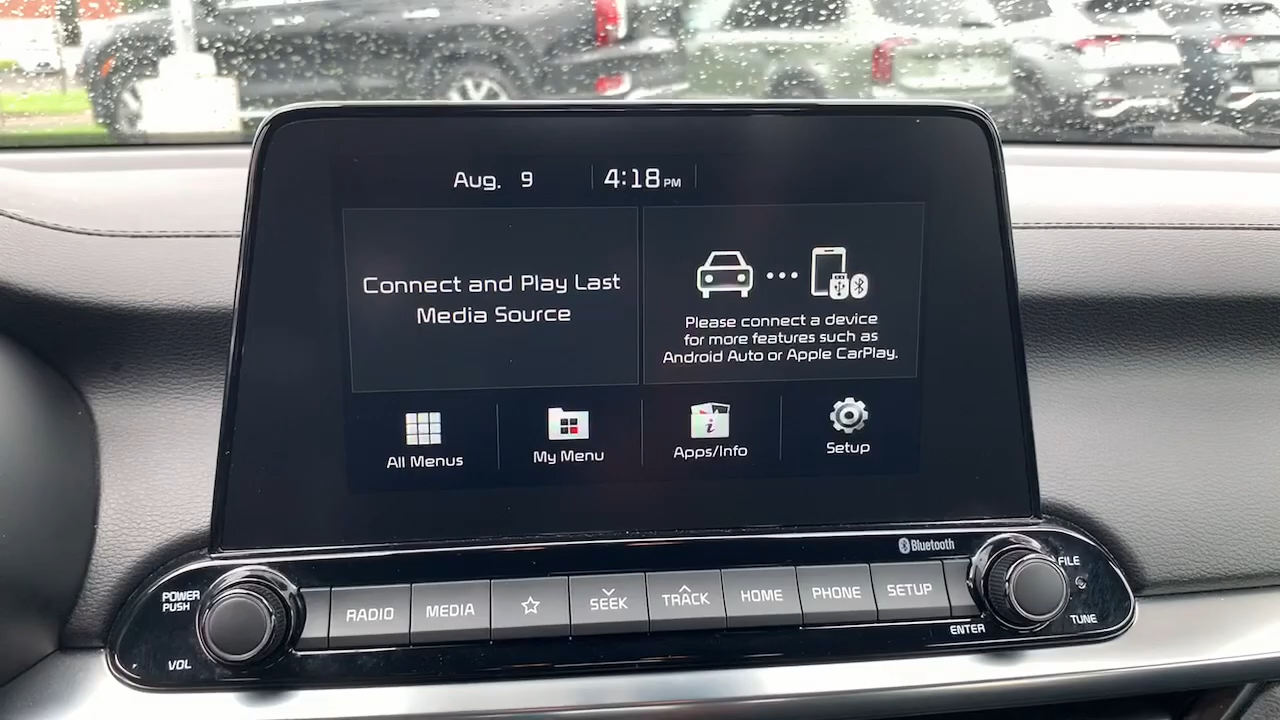 Aug. 9 4:18 PM
Connect and Play Last
Media Source
Please connect a device
for more features such as
Android Auto or Apple CarPlay.
All Menus
My Menu
Apps/Info
Setup
Bluetooth
POWER
PUSH
VOL
RADIO
MEDIA
SEEK
TRACK
HOME
PHONE
SETUP
FILE
TUNE
ENTER